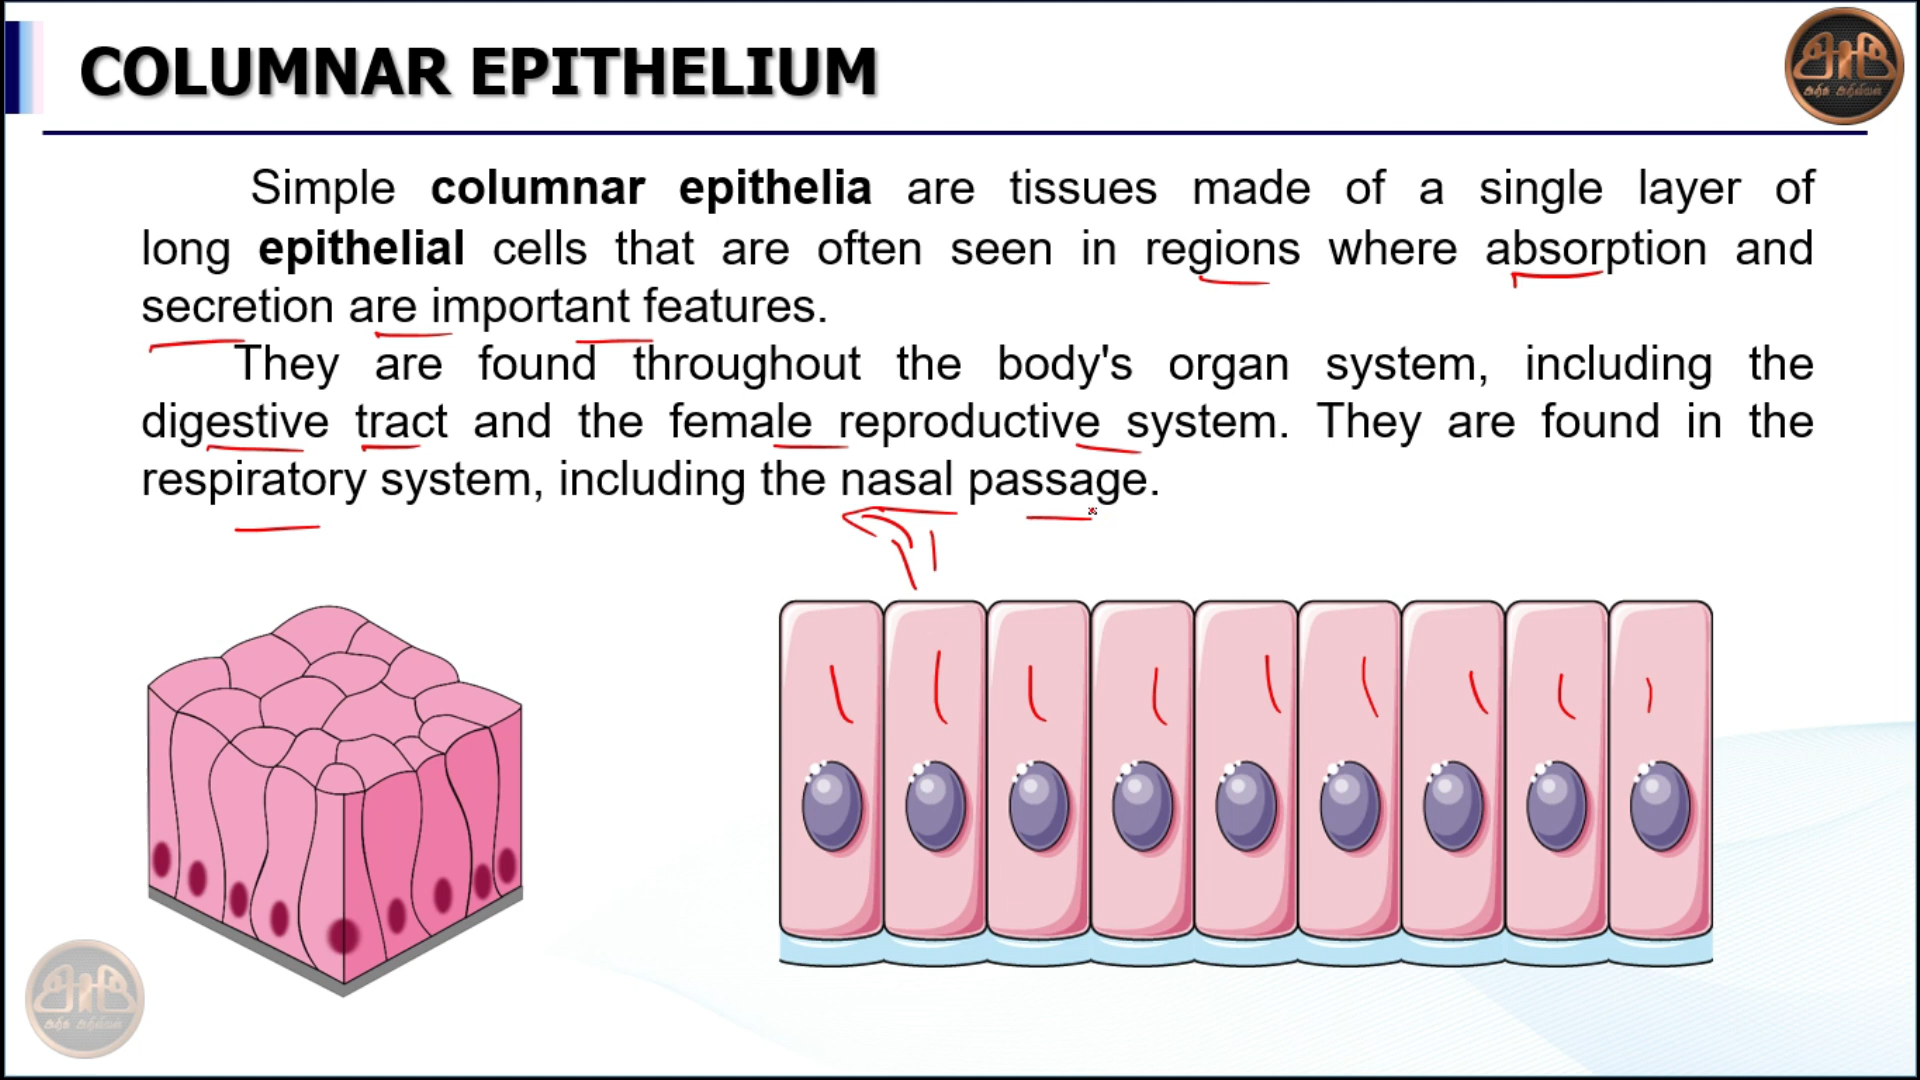 COLUMNAR EPITHELIUM
Simple columnar epithelia are tissues made of a single layer of
long epithelial cells that are often seen in regions where absorption and
secretion are important features.
They are found throughout the body's organ system, including the
digestive tract and the female reproductive system. They are found in the
respiratory system, including the nasal passage.